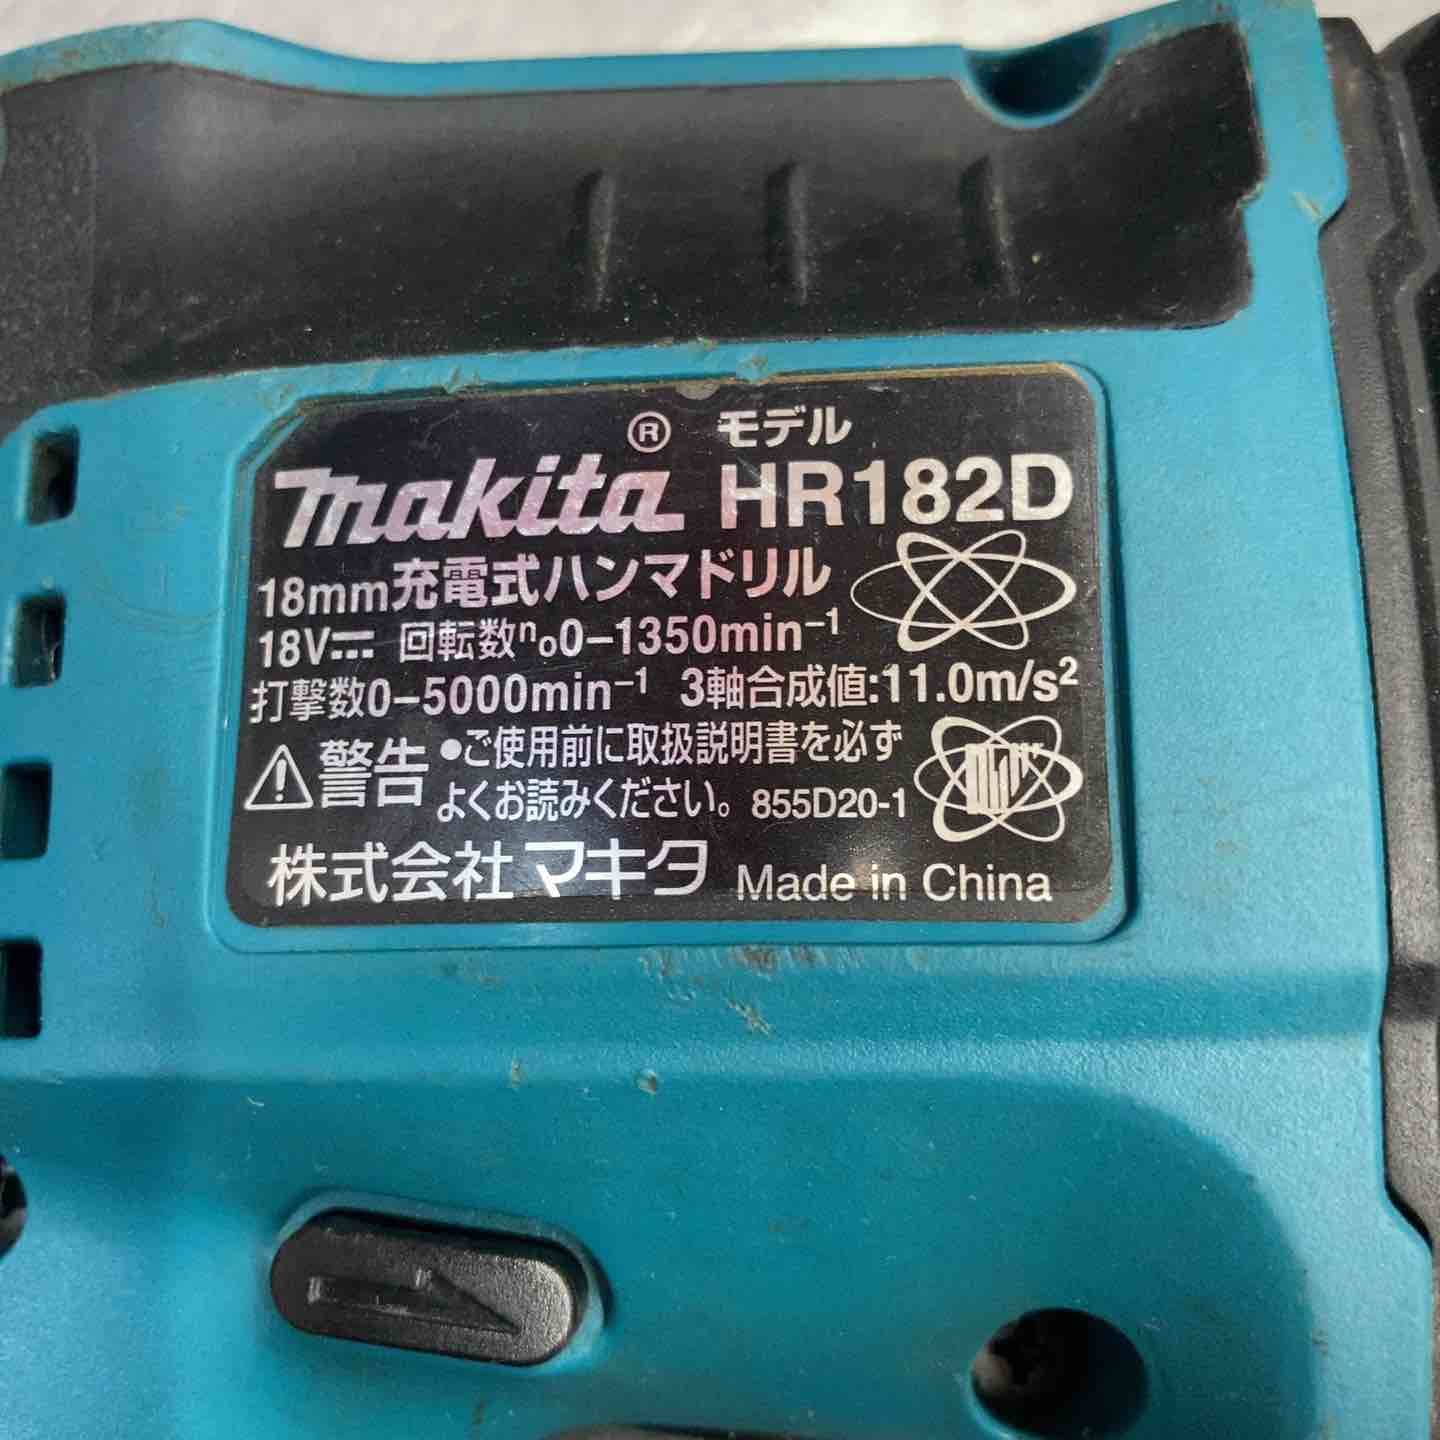 ® モデル
makita HR182D
18mm充電式ハンマドリル
18V 回転数n₀0-1350min⁻¹
打撃数0-5000min⁻¹ 3軸合成値:11.0m/s²
警告 ●ご使用前に取扱説明書を必ず
よくお読みください。 855D20-1
株式会社マキタ Made in China